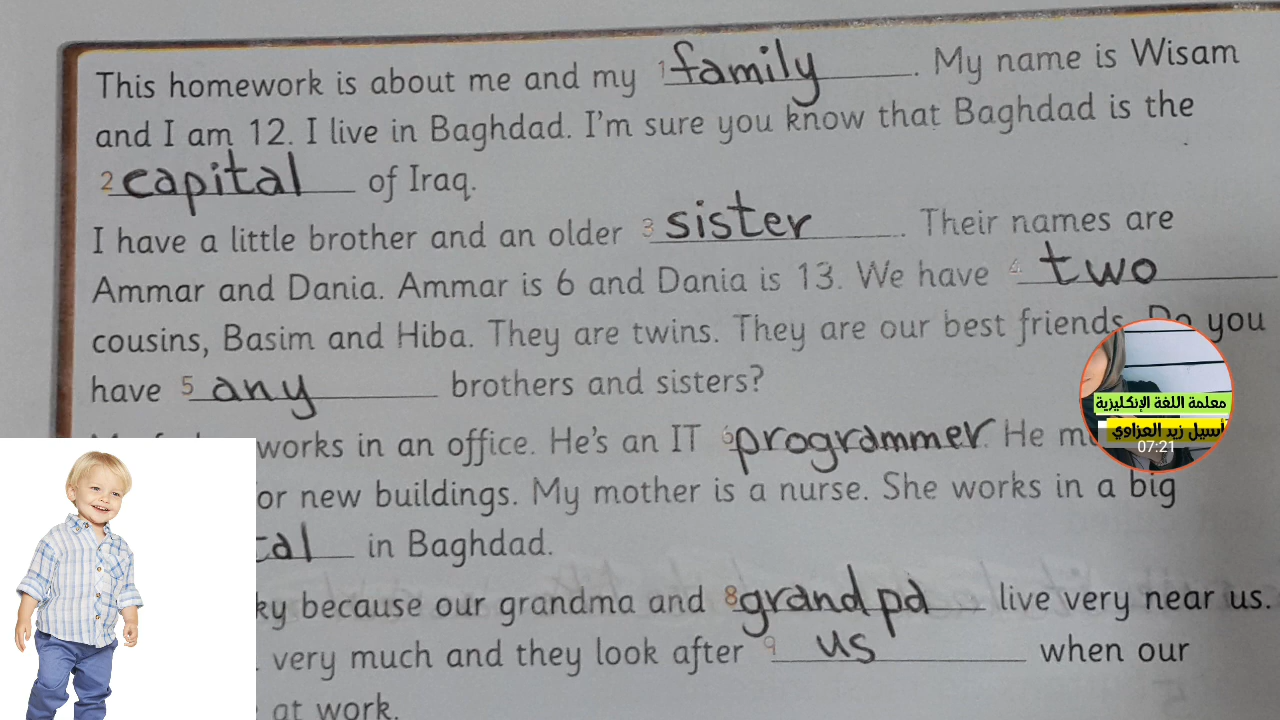 This homework is about me and my 1 family. My name is Wisam
and I am 12. I live in Baghdad. I'm sure you know that Baghdad is the
2 capital of Iraq.
I have a little brother and an older 3 sister. Their names are
Ammar and Dania. Ammar is 6 and Dania is 13. We have 4 two
cousins, Basim and Hiba. They are twins. They are our best friends. Do you
have 5 any brothers and sisters?
works in an office. He's an IT 6 programmer. He
or new buildings. My mother is a nurse. She works in a big
tal in Baghdad.
ky because our grandma and 8 grandpa live very near us.
very much and they look after 9 us when our
at work.
معلمة اللغة الإنكليزية
أسيل زيد العزاوي
07:21